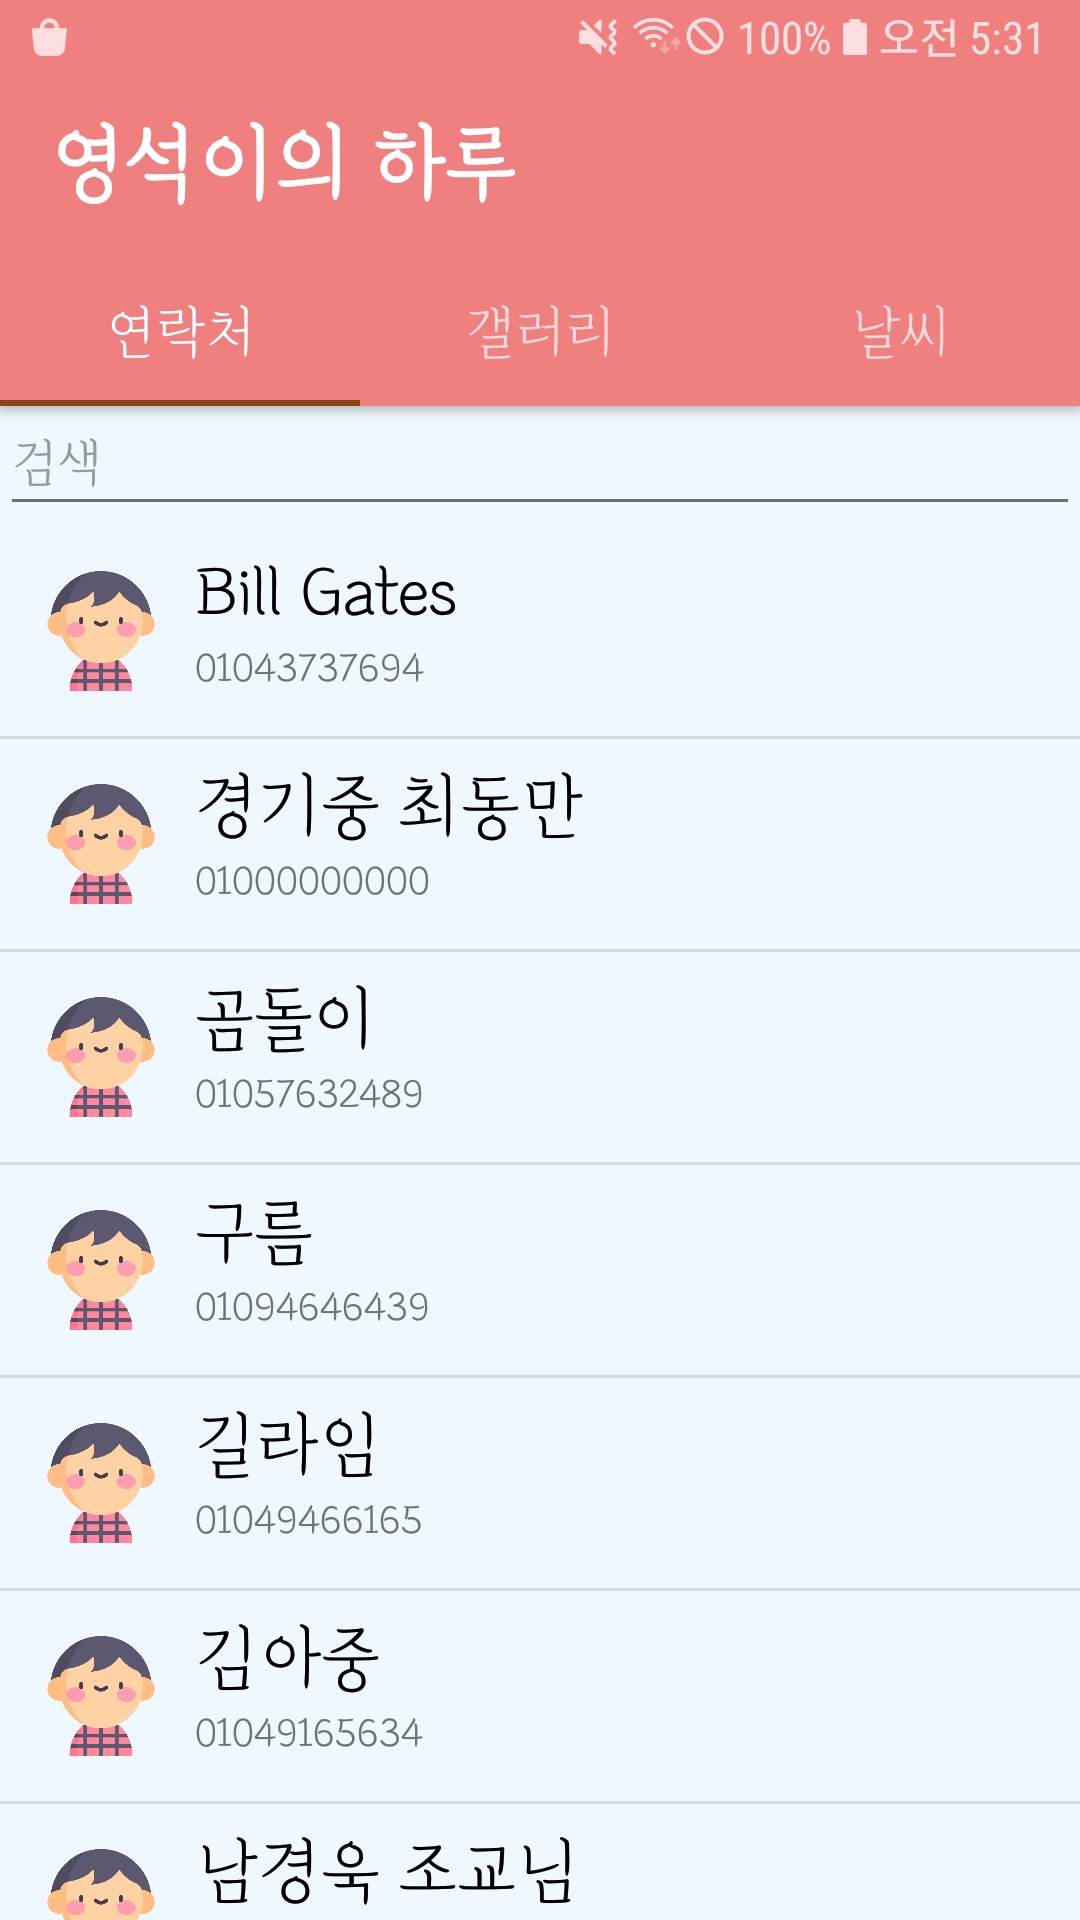 100% 오전 5:31
영석이의 하루
연락처 갤러리 날씨
검색
Bill Gates
01043737694
경기중 최동만
01000000000
곰돌이
01057632489
구름
01094646439
길라임
01049466165
김아중
01049165634
남경욱 조교님